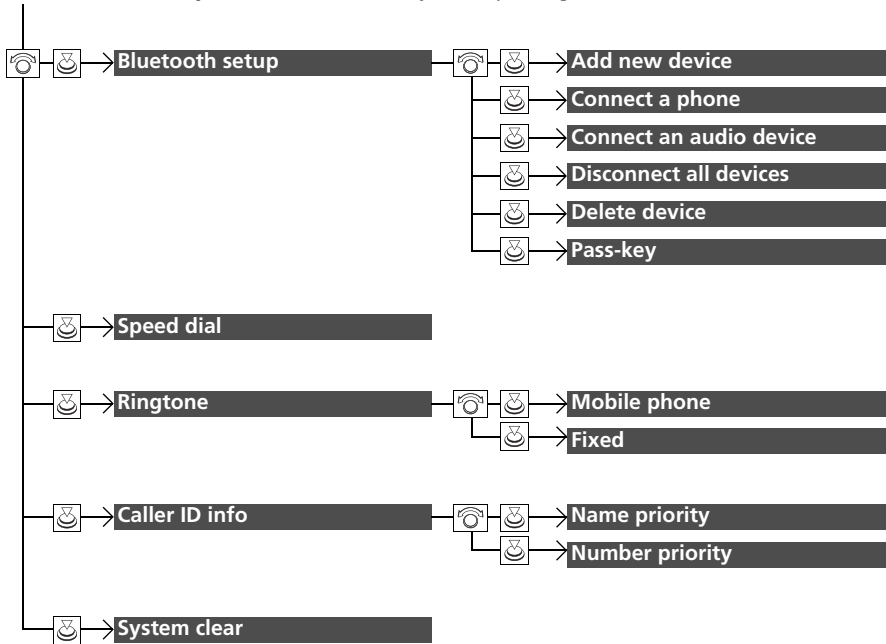 Bluetooth setup
Add new device
Connect a phone
Connect an audio device
Disconnect all devices
Delete device
Pass-key
Speed dial
Ringtone
Mobile phone
Fixed
Caller ID info
Name priority
Number priority
System clear